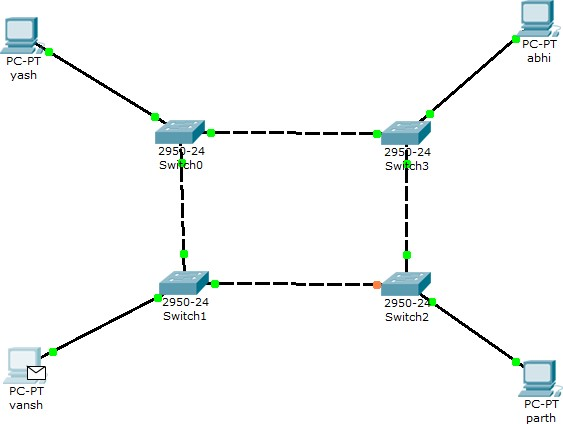 PC-PT
yash
PC-PT
abhi
2950-24
Switch0
2950-24
Switch3
2950-24
Switch1
2950-24
Switch2
PC-PT
vansh
PC-PT
parth